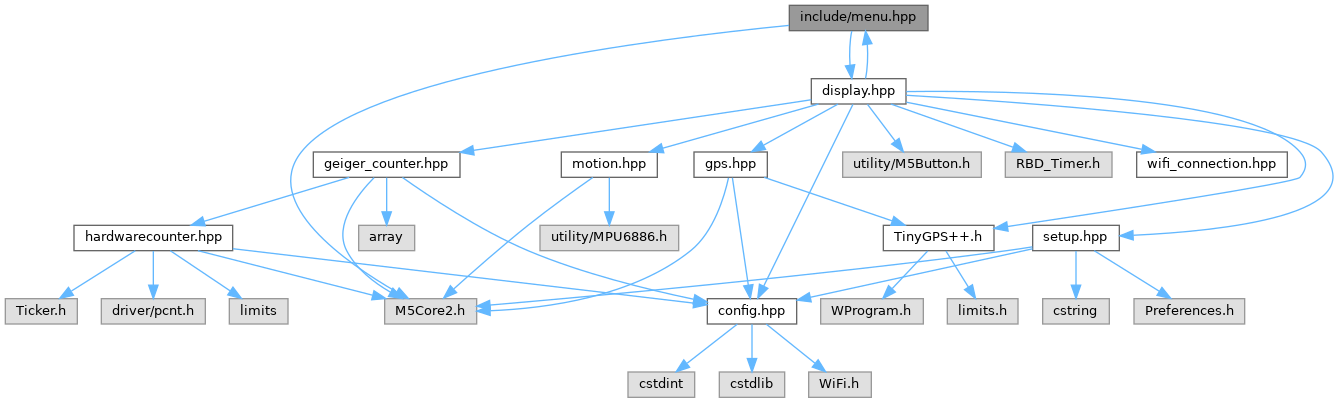 include/menu.hpp
display.hpp
geiger_counter.hpp
motion.hpp
gps.hpp
utility/M5Button.h
RBD_Timer.h
wifi_connection.hpp
hardwarecounter.hpp
array
utility/MPU6886.h
TinyGPS++.h
setup.hpp
Ticker.h
driver/pcnt.h
limits
M5Core2.h
config.hpp
WProgram.h
limits.h
cstring
Preferences.h
cstdint
cstdlib
WiFi.h